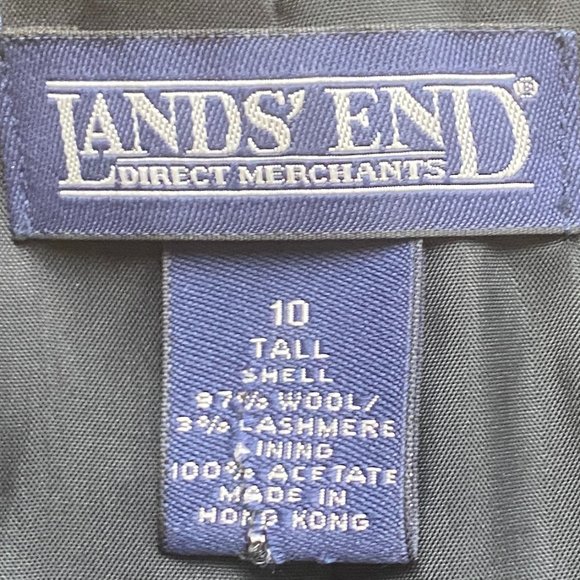 LANDS' END®
DIRECT MERCHANTS
10
TALL
SHELL
97% WOOL/
3% CASHMERE
LINING
100% ACETATE
MADE IN
HONG KONG